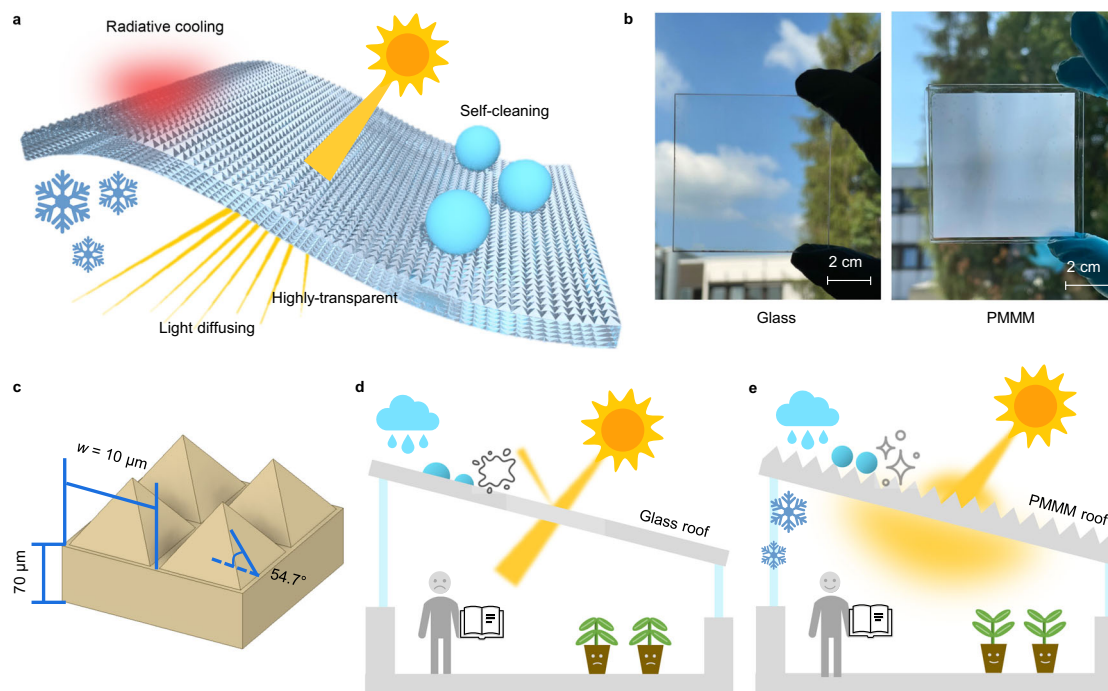 a
Radiative cooling
Self-cleaning
Highly-transparent
Light diffusing
b
2 cm
2 cm
Glass
PMMM
c
w = 10 μm
70 μm
54.7°
d
Glass roof
e
PMMM roof